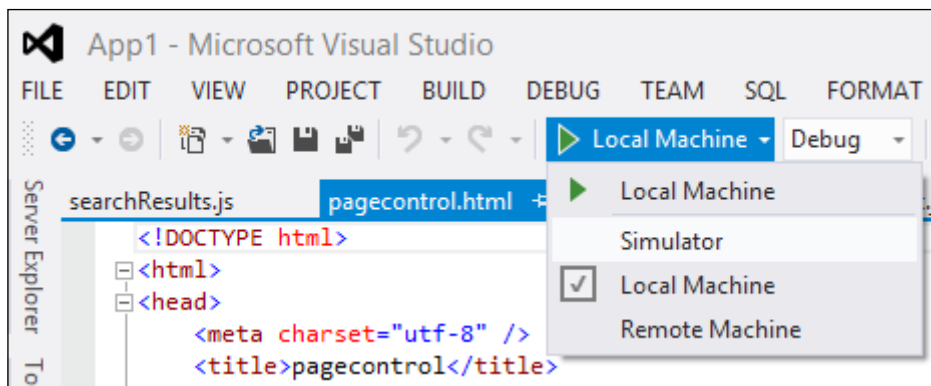 App1 - Microsoft Visual Studio
FILE EDIT VIEW PROJECT BUILD DEBUG TEAM SQL FORMAT
Local Machine Debug
Server Explorer
searchResults.js pagecontrol.html
Local Machine
Simulator
Local Machine
Remote Machine
<!DOCTYPE html>
<html>
<head>
<meta charset="utf-8" />
<title>pagecontrol</title>
To